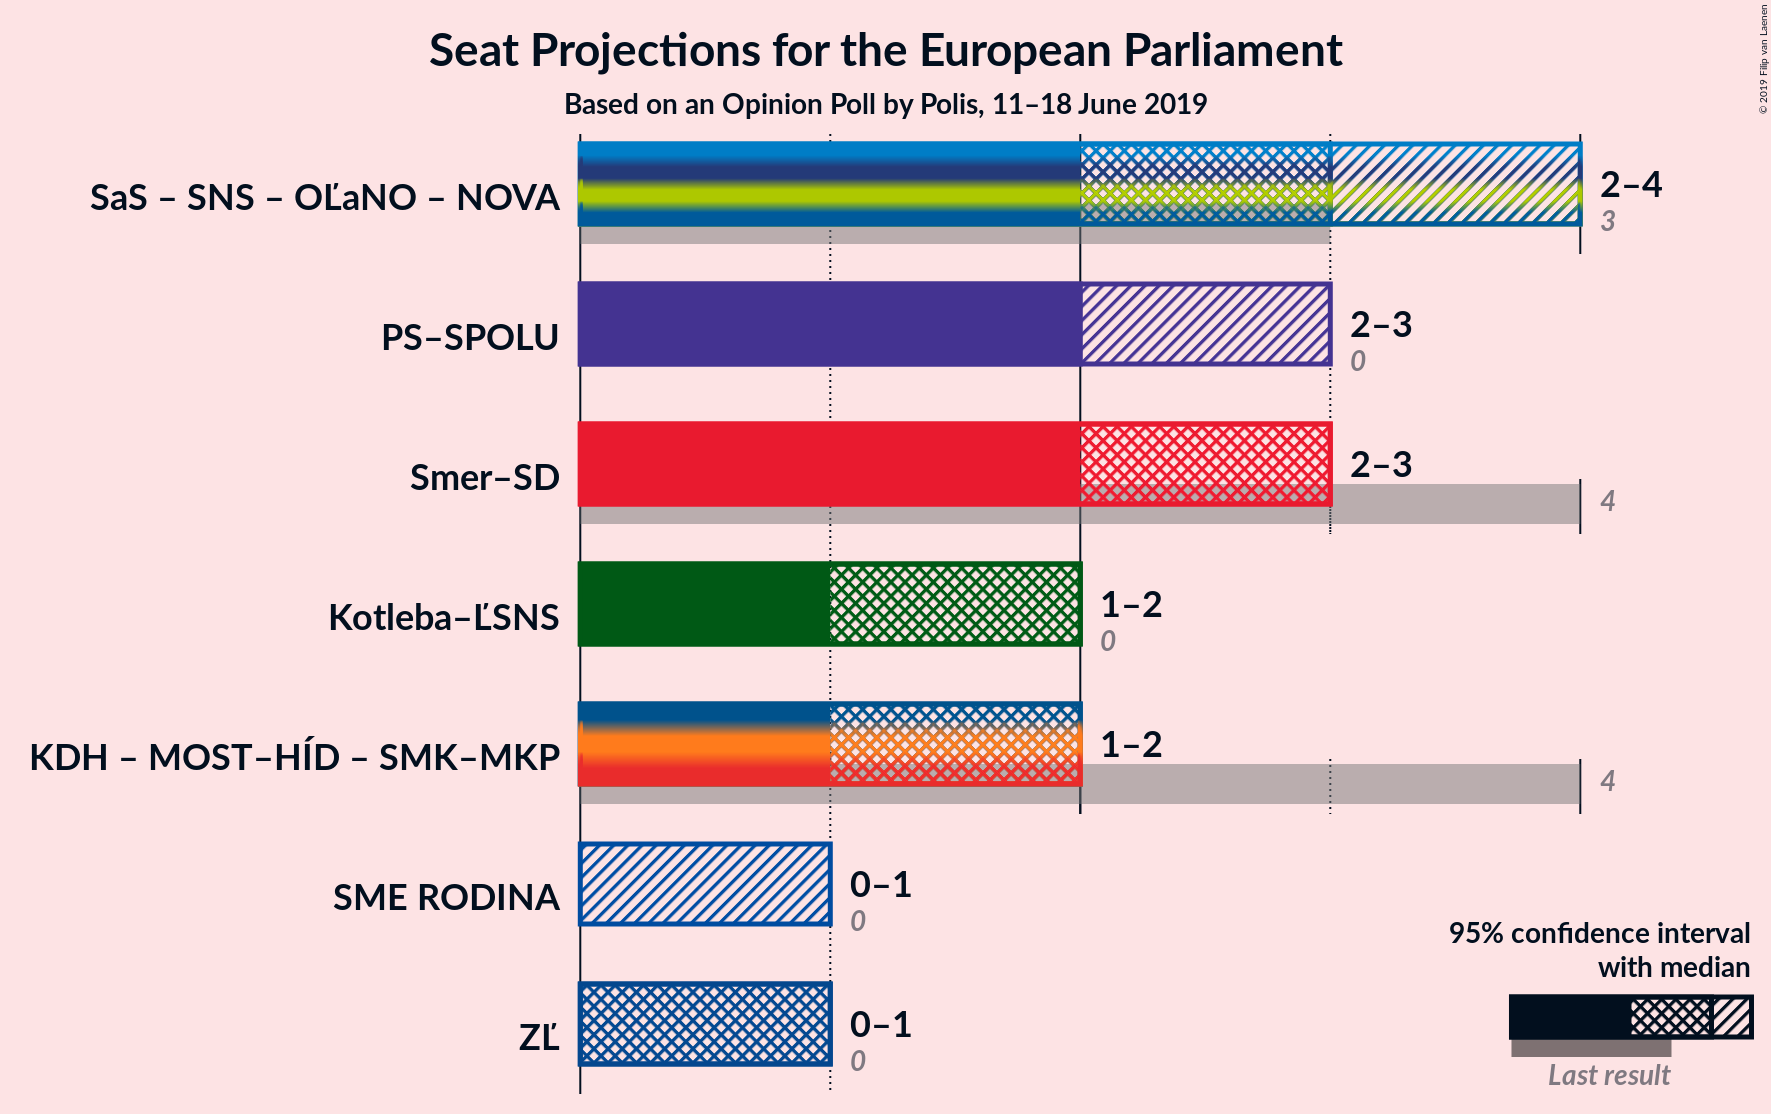 Seat Projections for the European Parliament
Based on an Opinion Poll by Polis, 11–18 June 2019
© 2019 Filip van Laenen
SaS – SNS – OĽaNO – NOVA
2–4
3
PS–SPOLU
2–3
0
Smer–SD
2–3
4
Kotleba–ĽSNS
1–2
0
KDH – MOST–HÍD – SMK–MKP
1–2
4
SME RODINA
0–1
0
ZĽ
0–1
0
95% confidence interval
with median
Last result